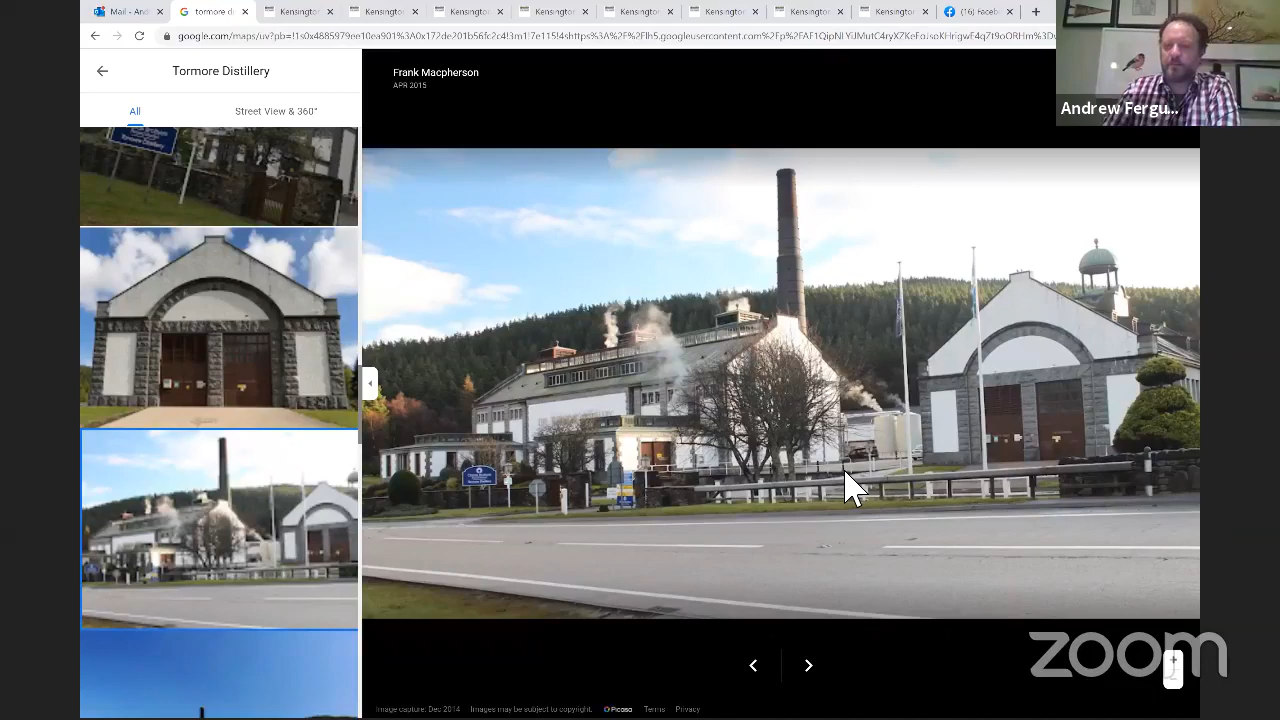 Mail - Andr
tormore di
Kensington
Kensington
Kensington
Kensington
Kensington
Kensington
Kensington
Kensington
(16) Faceb
Tormore Distillery
All
Street View & 360°
Frank Macpherson
APR 2015
Andrew Fergu...
zoom
Image capture: Dec 2014
Images may be subject to copyright.
Picasa
Terms
Privacy